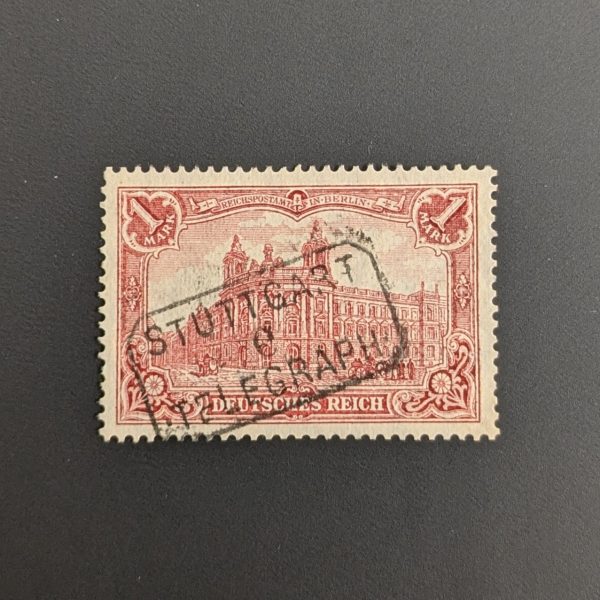 REICHSPOSTAMT IN BERLIN
1 MARK
1 MARK
STUTTGART
TELEGRAPH.
DEUTSCHES REICH